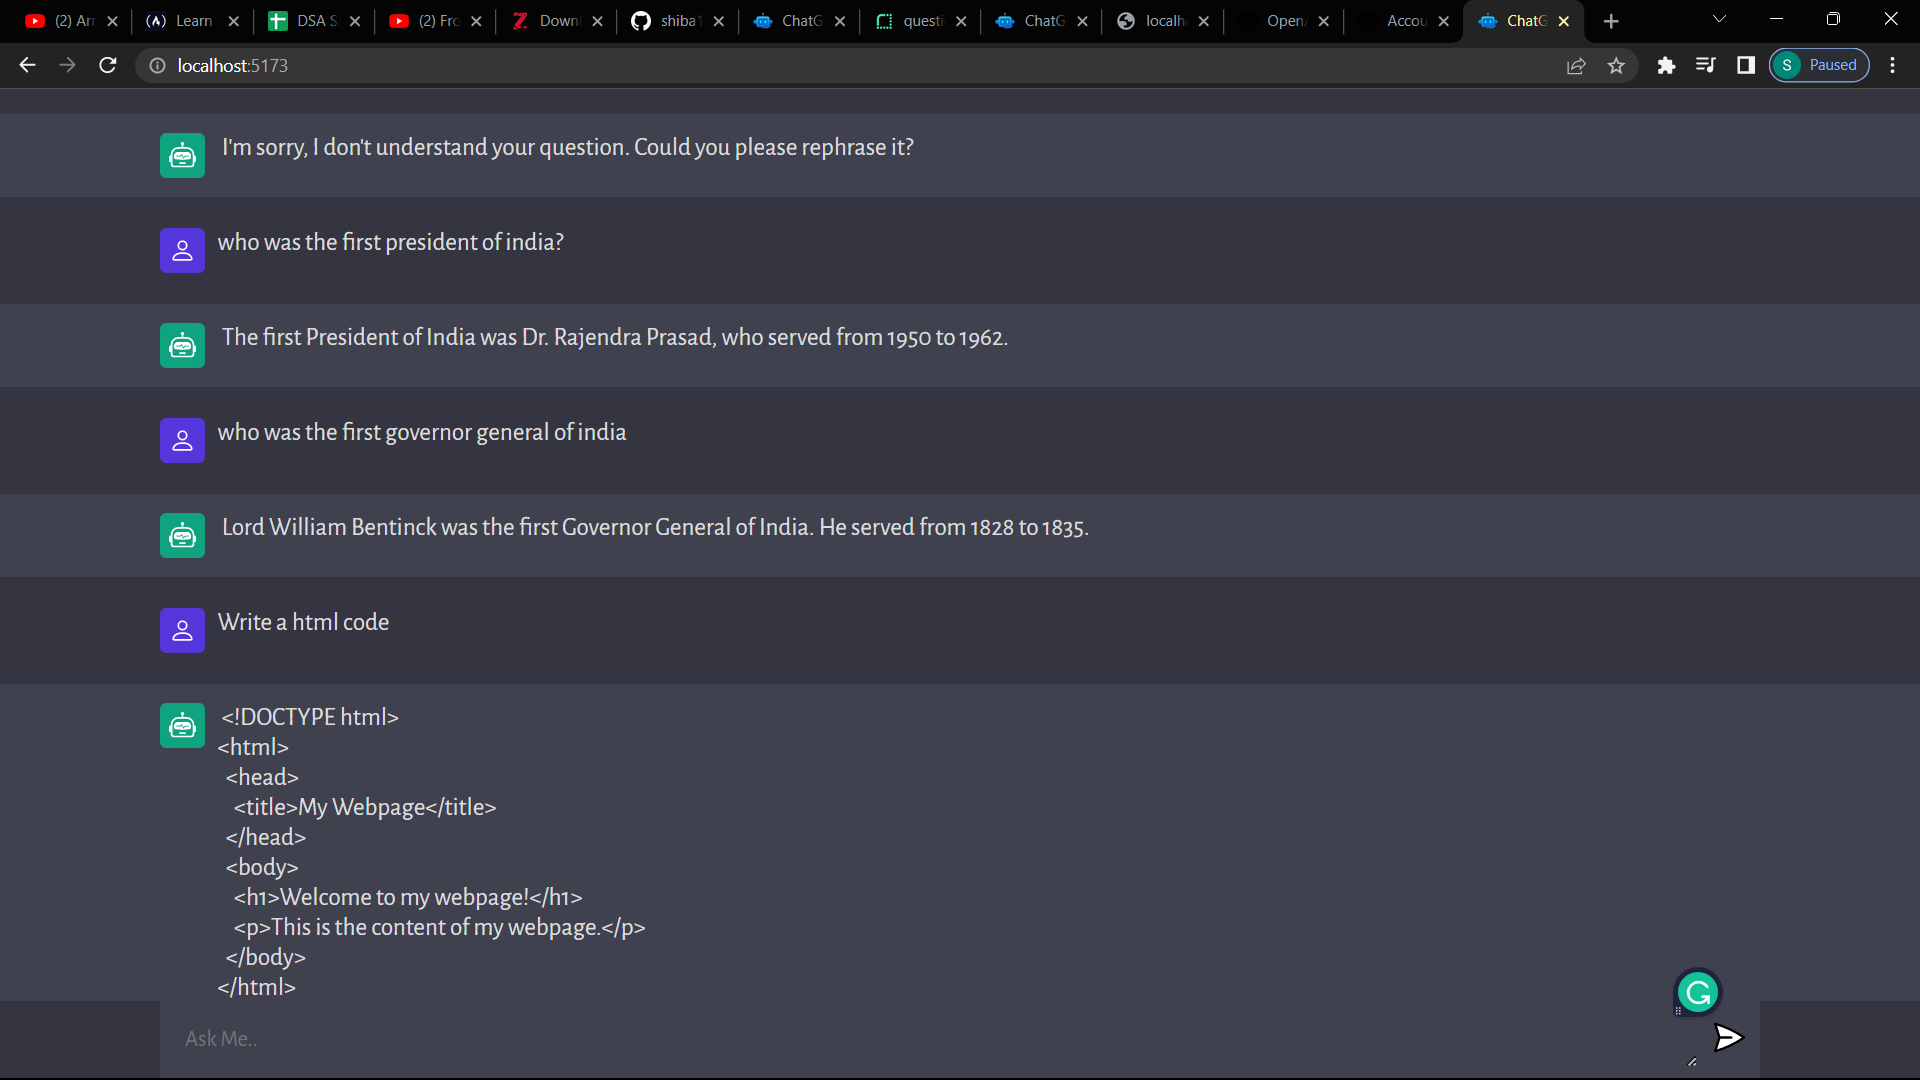 (2) Ar
Learn
DSA S
(2) Fro
Down
shiba1
ChatG
questi
ChatG
localh
Open
Accou
ChatG
localhost:5173
S
Paused
I'm sorry, I don't understand your question. Could you please rephrase it?
who was the first president of india?
The first President of India was Dr. Rajendra Prasad, who served from 1950 to 1962.
who was the first governor general of india
Lord William Bentinck was the first Governor General of India. He served from 1828 to 1835.
Write a html code
<!DOCTYPE html>
<html>
<head>
<title>My Webpage</title>
</head>
<body>
<h1>Welcome to my webpage!</h1>
<p>This is the content of my webpage.</p>
</body>
</html>
Ask Me..